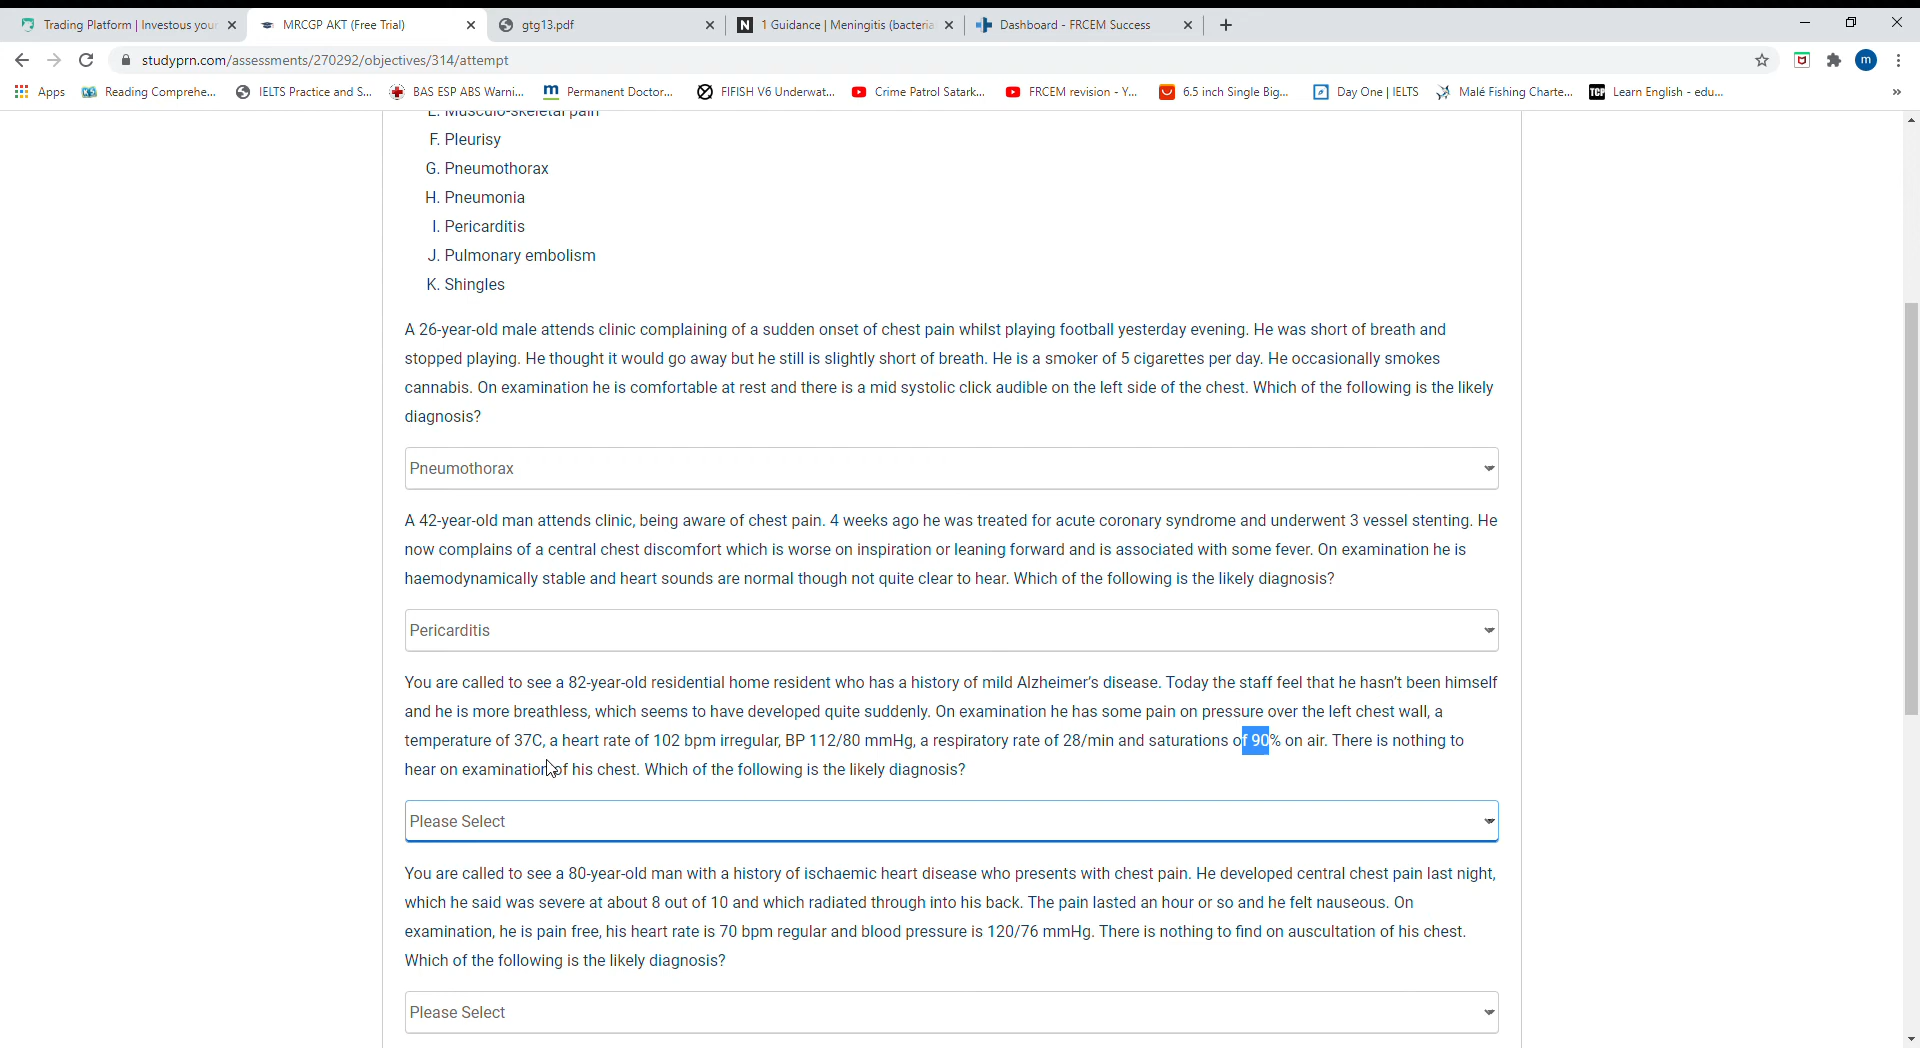 Trading Platform | Investous your
MRCGP AKT (Free Trial)
gtg13.pdf
1 Guidance | Meningitis (bacteria
Dashboard - FRCEM Success
studyprn.com/assessments/270292/objectives/314/attempt
m
Apps
Reading Comprehe...
IELTS Practice and S...
BAS ESP ABS Warni...
Permanent Doctor...
FIFISH V6 Underwat...
Crime Patrol Satark...
FRCEM revision - Y...
6.5 inch Single Big...
Day One | IELTS
Malé Fishing Charte...
TCP
Learn English - edu...
»
E. Musculo-skeletal pain
F. Pleurisy
G. Pneumothorax
H. Pneumonia
I. Pericarditis
J. Pulmonary embolism
K. Shingles
A 26-year-old male attends clinic complaining of a sudden onset of chest pain whilst playing football yesterday evening. He was short of breath and
stopped playing. He thought it would go away but he still is slightly short of breath. He is a smoker of 5 cigarettes per day. He occasionally smokes
cannabis. On examination he is comfortable at rest and there is a mid systolic click audible on the left side of the chest. Which of the following is the likely
diagnosis?
Pneumothorax
A 42-year-old man attends clinic, being aware of chest pain. 4 weeks ago he was treated for acute coronary syndrome and underwent 3 vessel stenting. He
now complains of a central chest discomfort which is worse on inspiration or leaning forward and is associated with some fever. On examination he is
haemodynamically stable and heart sounds are normal though not quite clear to hear. Which of the following is the likely diagnosis?
Pericarditis
You are called to see a 82-year-old residential home resident who has a history of mild Alzheimer's disease. Today the staff feel that he hasn't been himself
and he is more breathless, which seems to have developed quite suddenly. On examination he has some pain on pressure over the left chest wall, a
temperature of 37C, a heart rate of 102 bpm irregular, BP 112/80 mmHg, a respiratory rate of 28/min and saturations of 90% on air. There is nothing to
hear on examination of his chest. Which of the following is the likely diagnosis?
Please Select
You are called to see a 80-year-old man with a history of ischaemic heart disease who presents with chest pain. He developed central chest pain last night,
which he said was severe at about 8 out of 10 and which radiated through into his back. The pain lasted an hour or so and he felt nauseous. On
examination, he is pain free, his heart rate is 70 bpm regular and blood pressure is 120/76 mmHg. There is nothing to find on auscultation of his chest.
Which of the following is the likely diagnosis?
Please Select